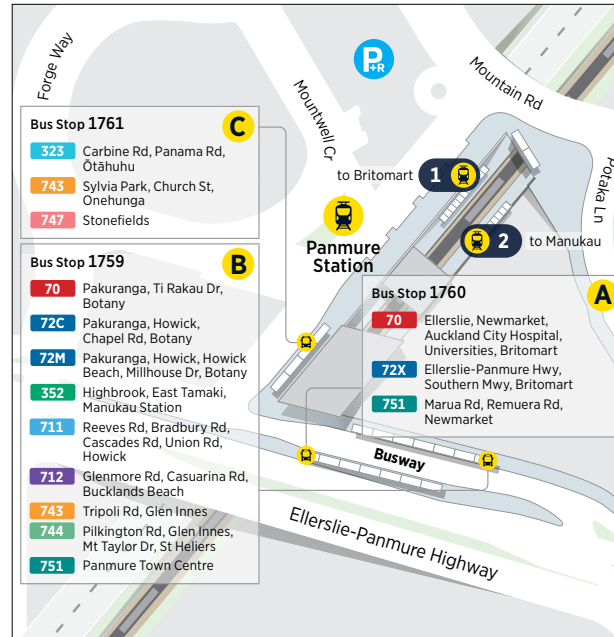 Forge Way
Mountwell Cr
P+R
Mountain Rd
Potaka Ln
Bus Stop 1761
C
323 Carbine Rd, Panama Rd,
Ōtāhuhu
743 Sylvia Park, Church St,
Onehunga
747 Stonefields
to Britomart 1
2 to Manukau
Panmure
Station
Bus Stop 1759
B
70 Pakuranga, Ti Rakau Dr,
Botany
72C Pakuranga, Howick,
Chapel Rd, Botany
72M Pakuranga, Howick, Howick
Beach, Millhouse Dr, Botany
352 Highbrook, East Tamaki,
Manukau Station
711 Reeves Rd, Bradbury Rd,
Cascades Rd, Union Rd,
Howick
712 Glenmore Rd, Casuarina Rd,
Bucklands Beach
743 Tripoli Rd, Glen Innes
744 Pilkington Rd, Glen Innes,
Mt Taylor Dr, St Heliers
751 Panmure Town Centre
Bus Stop 1760
A
70 Ellerslie, Newmarket,
Auckland City Hospital,
Universities, Britomart
72X Ellerslie-Panmure Hwy,
Southern Mwy, Britomart
751 Marua Rd, Remuera Rd,
Newmarket
Busway
Ellerslie-Panmure Highway